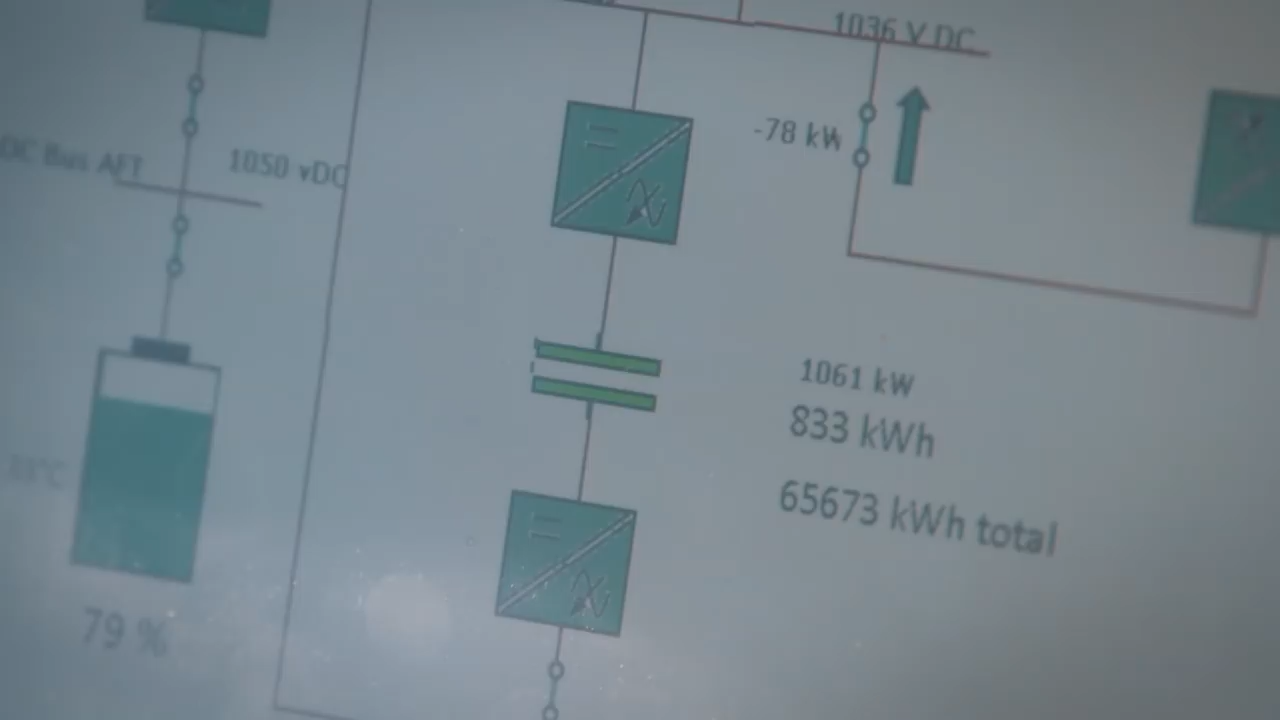 1036 V DC
-78 kW
DC Bus AFT
1050 vDC
1061 kW
833 kWh
65673 kWh total
79 %